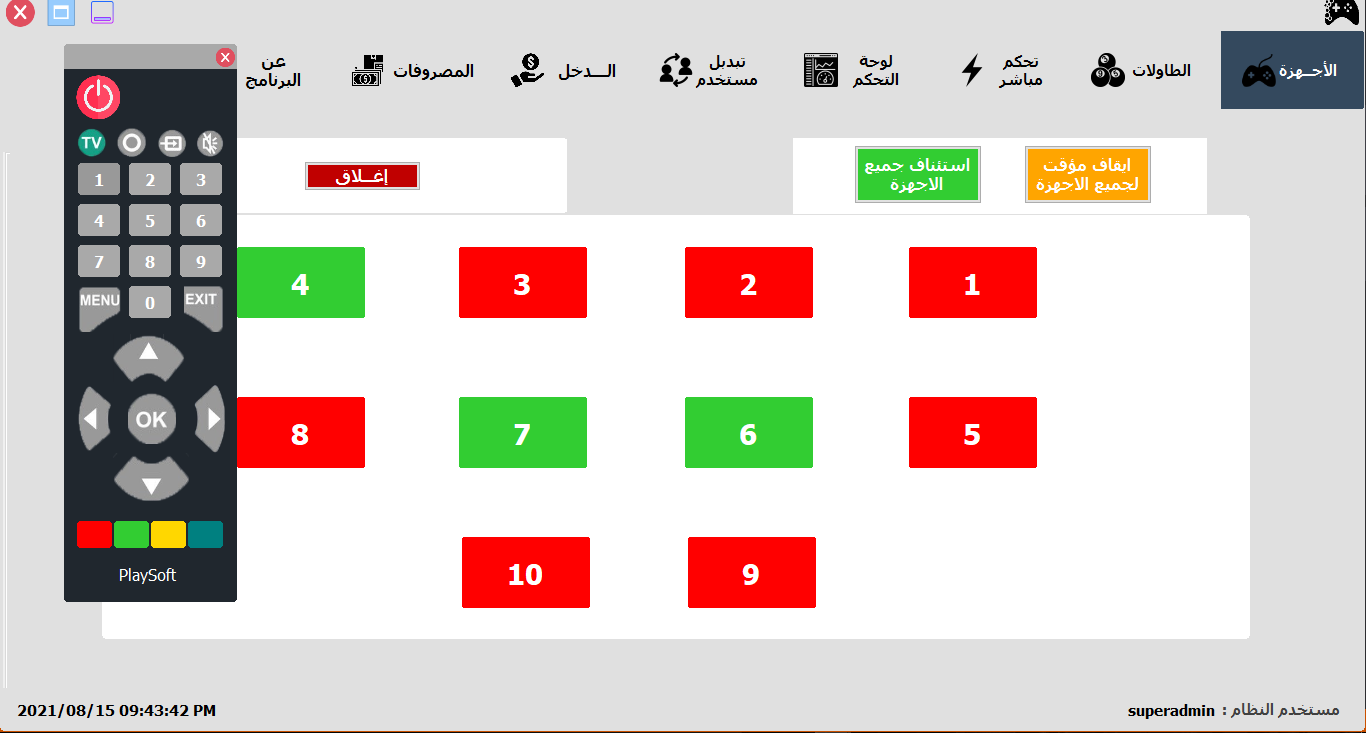 الأجــهزة
الطاولات
تحكم
مباشر
لوحة
التحكم
تبديل
مستخدم
الـــدخل
المصروفات
عن
البرنامج
ايقاف مؤقت
لجميع الاجهزة
استئناف جميع
الاجهزة
إغــلاق
1
2
3
4
5
6
7
8
9
10
TV
1 2 3
4 5 6
7 8 9
MENU 0 EXIT
OK
PlaySoft
مستخدم النظام : superadmin
2021/08/15 09:43:42 PM